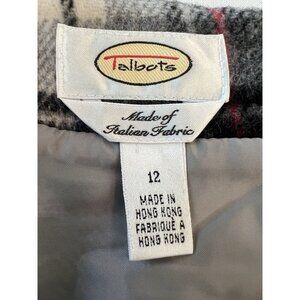 Talbots
Made of
Italian Fabric
12
MADE IN
HONG KONG
FABRIQUÉ A
HONG KONG